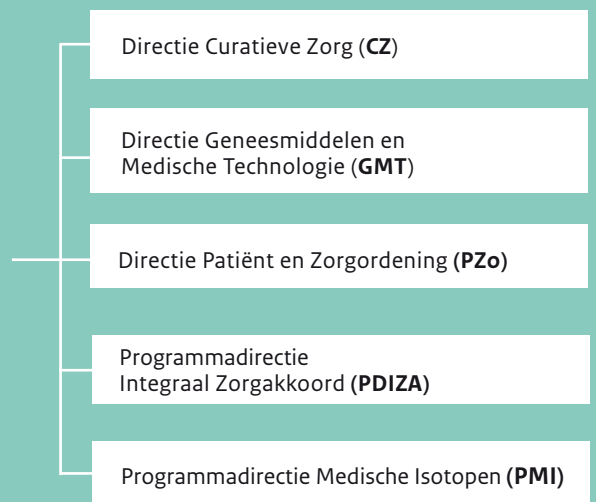 Directie Curatieve Zorg (CZ)
Directie Geneesmiddelen en
Medische Technologie (GMT)
Directie Patiënt en Zorgordening (PZo)
Programmadirectie
Integraal Zorgakkoord (PDIZA)
Programmadirectie Medische Isotopen (PMI)